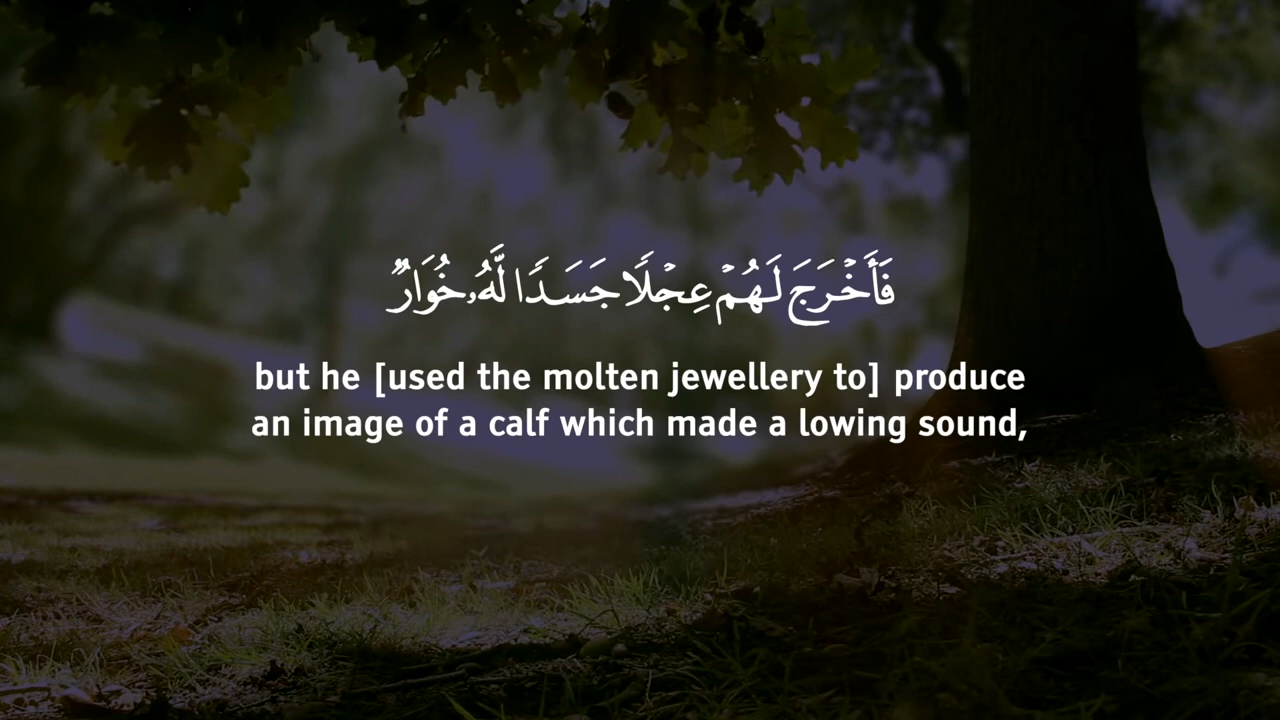 فَأَخْرَجَ لَهُمْ عِجْلًا جَسَدًا لَّهُۥ خُوَارٌ
but he [used the molten jewellery to] produce
an image of a calf which made a lowing sound,